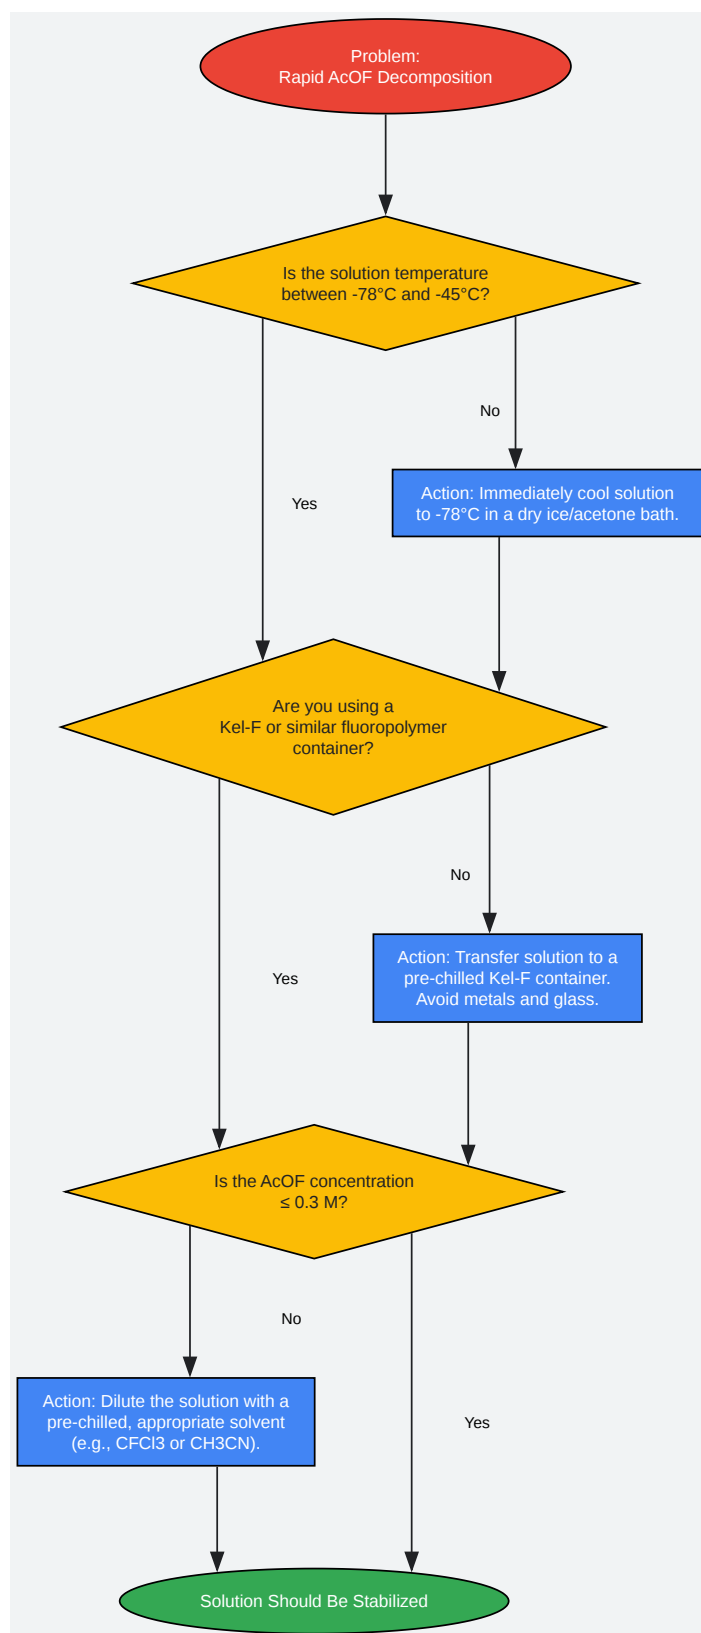 Problem:
Rapid AcOF Decomposition
Is the solution temperature
between -78°C and -45°C?
No
Yes
Action: Immediately cool solution
to -78°C in a dry ice/acetone bath.
Are you using a
Kel-F or similar fluoropolymer
container?
No
Yes
Action: Transfer solution to a
pre-chilled Kel-F container.
Avoid metals and glass.
Is the AcOF concentration
≤ 0.3 M?
No
Yes
Action: Dilute the solution with a
pre-chilled, appropriate solvent
(e.g., CFCl3 or CH3CN).
Solution Should Be Stabilized